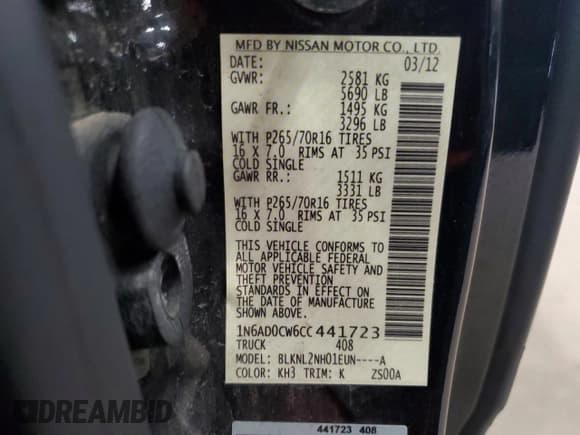 MFD BY NISSAN MOTOR CO., LTD.
DATE: 03/12
GVWR: 2581 KG
5690 LB
GAWR FR.: 1495 KG
3296 LB
WITH P265/70R16 TIRES
16 X 7.0 RIMS AT 35 PSI
COLD SINGLE
GAWR RR.: 1511 KG
3331 LB
WITH P265/70R16 TIRES
16 X 7.0 RIMS AT 35 PSI
COLD SINGLE
THIS VEHICLE CONFORMS TO
ALL APPLICABLE FEDERAL
MOTOR VEHICLE SAFETY AND
THEFT PREVENTION
STANDARDS IN EFFECT ON
THE DATE OF MANUFACTURE
SHOWN ABOVE.
1N6AD0CW6CC441723
TRUCK 408
MODEL: BLKNL2NH01EUN----A
COLOR: KH3 TRIM: K ZS00A
441723 408
DREAMBID